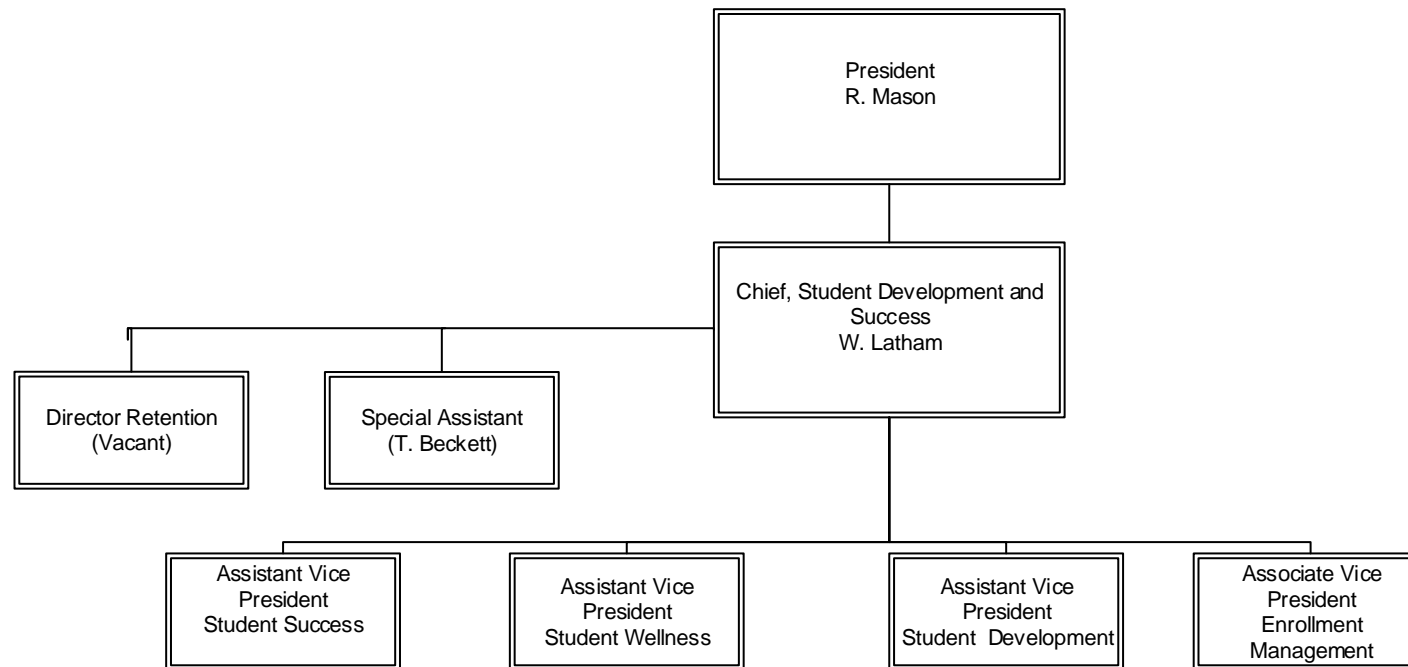 President
R. Mason
Chief, Student Development and
Success
W. Latham
Director Retention
(Vacant)
Special Assistant
(T. Beckett)
Assistant Vice
President
Student Success
Assistant Vice
President
Student Wellness
Assistant Vice
President
Student Development
Associate Vice
President
Enrollment
Management